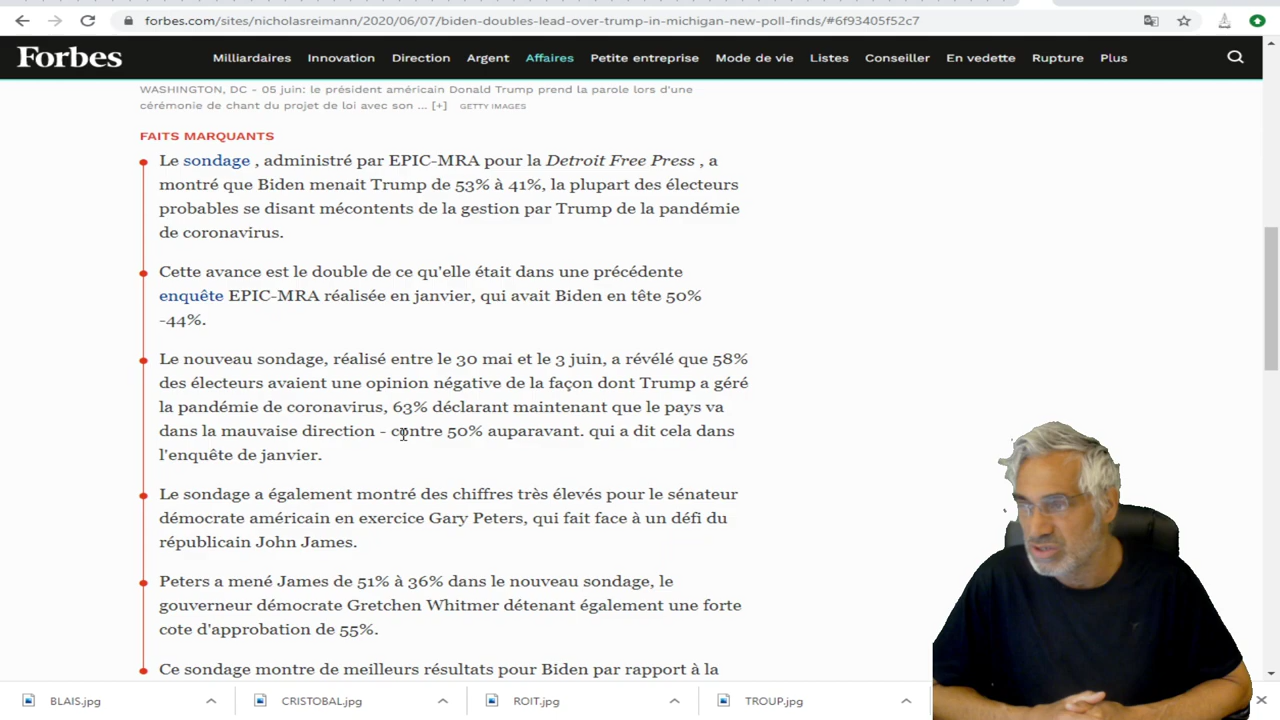 forbes.com/sites/nicholasreimann/2020/06/07/biden-doubles-lead-over-trump-in-michigan-new-poll-finds/#6f93405f52c7
Forbes Milliardaires Innovation Direction Argent Affaires Petite entreprise Mode de vie Listes Conseiller En vedette Rupture Plus
WASHINGTON, DC - 05 juin: le président américain Donald Trump prend la parole lors d'une
cérémonie de chant du projet de loi avec son ... [+] GETTY IMAGES
FAITS MARQUANTS
Le sondage , administré par EPIC-MRA pour la Detroit Free Press , a
montré que Biden menait Trump de 53% à 41%, la plupart des électeurs
probables se disant mécontents de la gestion par Trump de la pandémie
de coronavirus.
Cette avance est le double de ce qu'elle était dans une précédente
enquête EPIC-MRA réalisée en janvier, qui avait Biden en tête 50%
-44%.
Le nouveau sondage, réalisé entre le 30 mai et le 3 juin, a révélé que 58%
des électeurs avaient une opinion négative de la façon dont Trump a géré
la pandémie de coronavirus, 63% déclarant maintenant que le pays va
dans la mauvaise direction - contre 50% auparavant. qui a dit cela dans
l'enquête de janvier.
Le sondage a également montré des chiffres très élevés pour le sénateur
démocrate américain en exercice Gary Peters, qui fait face à un défi du
républicain John James.
Peters a mené James de 51% à 36% dans le nouveau sondage, le
gouverneur démocrate Gretchen Whitmer détenant également une forte
cote d'approbation de 55%.
Ce sondage montre de meilleurs résultats pour Biden par rapport à la
BLAIS.jpg CRISTOBAL.jpg ROIT.jpg TROUP.jpg